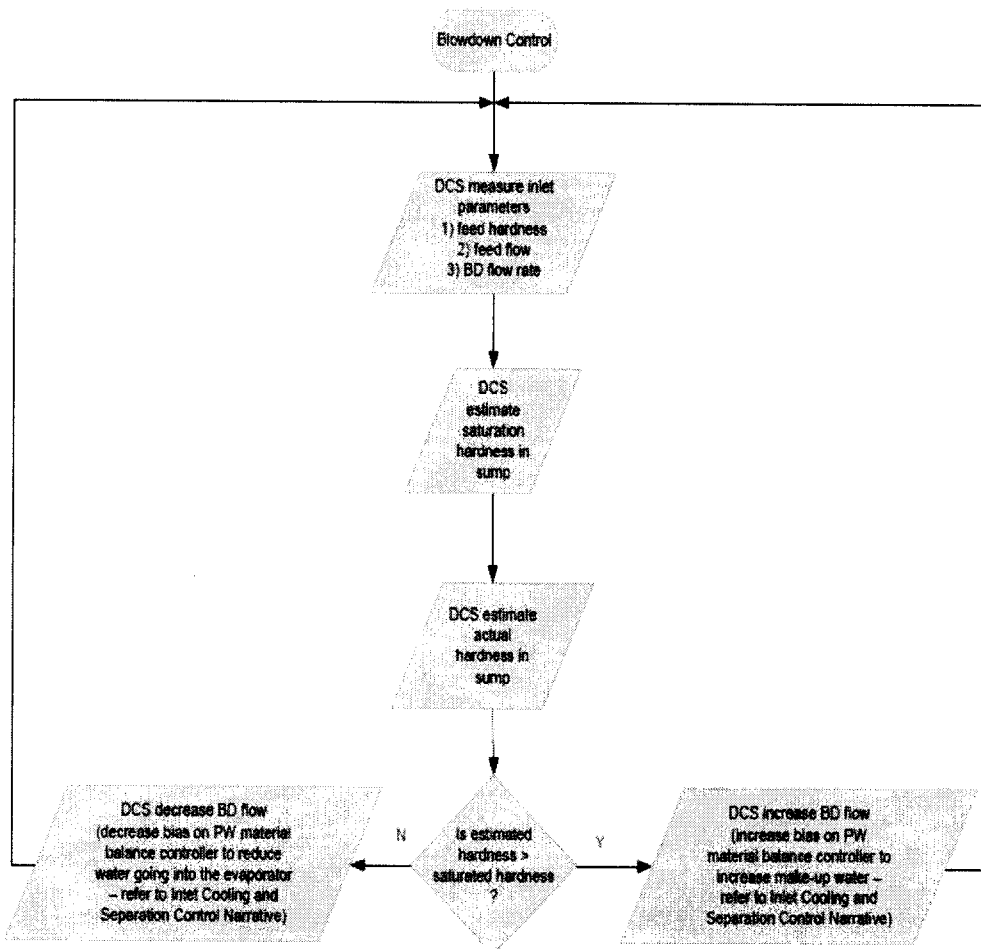 Blowdown Control
DCS measure inlet
parameters
1) feed hardness
2) feed flow
3) BD flow rate
DCS
estimate
saturation
hardness in
sump
DCS estimate
actual
hardness in
sump
DCS decrease BD flow
(decrease bias on PW material
balance controller to reduce
water going into the evaporator
– refer to Inlet Cooling and
Separation Control Narrative)
N
Is estimated
hardness >
saturated hardness
?
Y
DCS increase BD flow
(increase bias on PW
material balance controller to
increase make-up water –
refer to Inlet Cooling and
Separation Control Narrative)